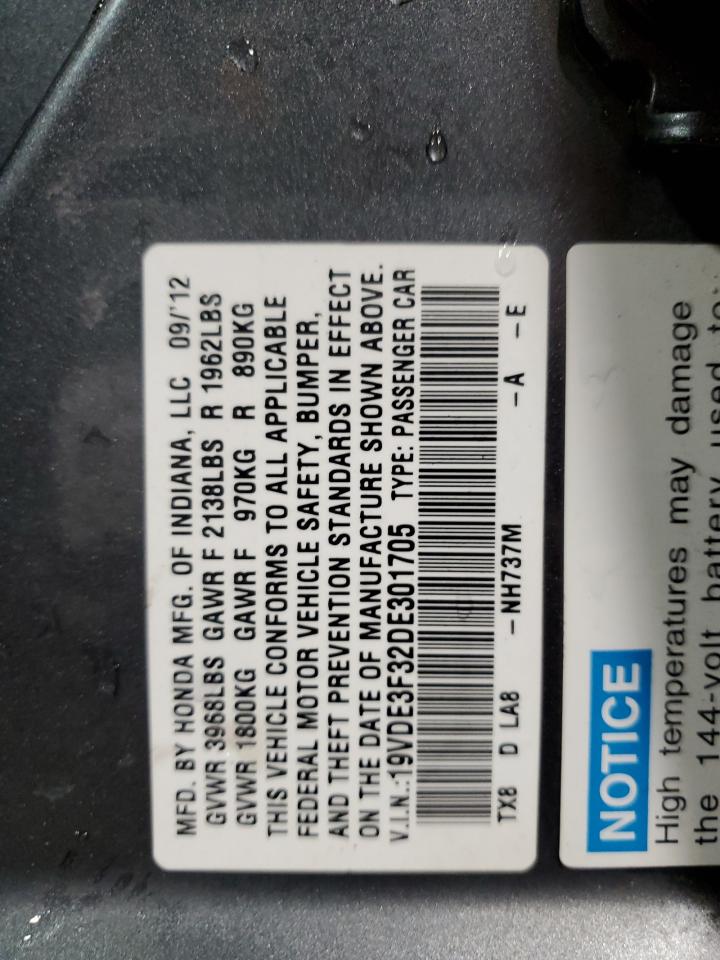 MFD. BY HONDA MFG. OF INDIANA, LLC 09/'12
GVWR 3968LBS GAWR F 2138LBS R 1962LBS
GVWR 1800KG GAWR F 970KG R 890KG
THIS VEHICLE CONFORMS TO ALL APPLICABLE
FEDERAL MOTOR VEHICLE SAFETY, BUMPER,
AND THEFT PREVENTION STANDARDS IN EFFECT
ON THE DATE OF MANUFACTURE SHOWN ABOVE.
V.I.N.:19VDE3F32DE301705 TYPE: PASSENGER CAR
TX8 D LA8 -NH737M -A -E
NOTICE
High temperatures may damage
the 144-volt battery used to